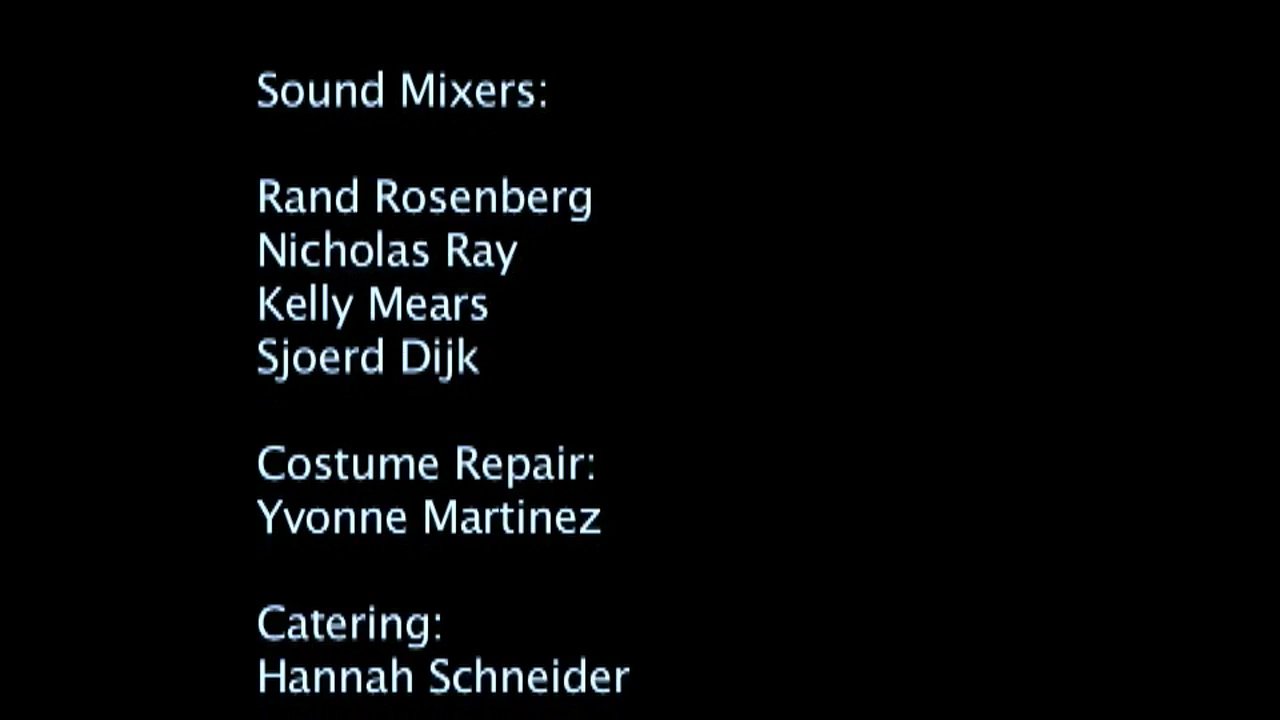 Sound Mixers:
Rand Rosenberg
Nicholas Ray
Kelly Mears
Sjoerd Dijk
Costume Repair:
Yvonne Martinez
Catering:
Hannah Schneider